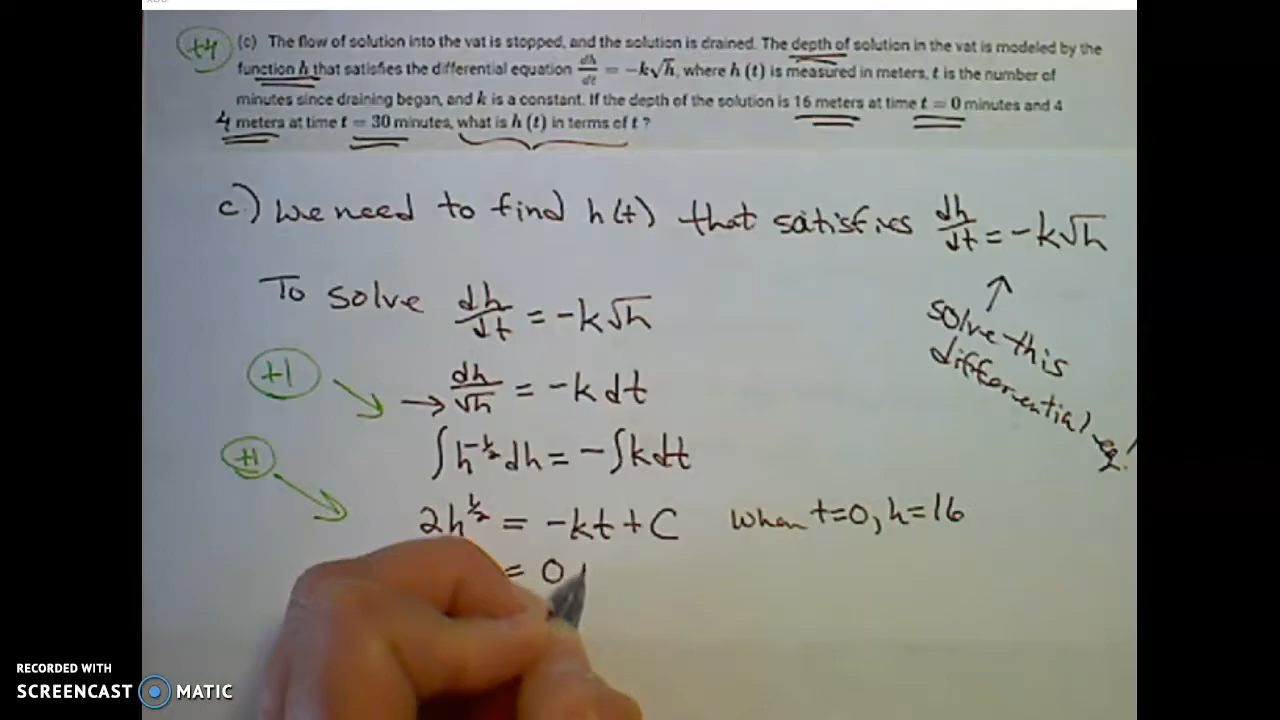 +4 (c) The flow of solution into the vat is stopped, and the solution is drained. The depth of solution in the vat is modeled by the
function h that satisfies the differential equation dh/dt = -k√h, where h (t) is measured in meters, t is the number of
minutes since draining began, and k is a constant. If the depth of the solution is 16 meters at time t = 0 minutes and 4
4 meters at time t = 30 minutes, what is h (t) in terms of t ?
c.) We need to find h(t) that satisfies dh/dt = -k√h
To solve dh/dt = -k√h
solve this
differential eq!
+1 → dh/√h = -k dt
∫h^-½ dh = -∫k dt
+1
2h^½ = -kt + C when t=0, h=16
= 0
RECORDED WITH
SCREENCAST MATIC